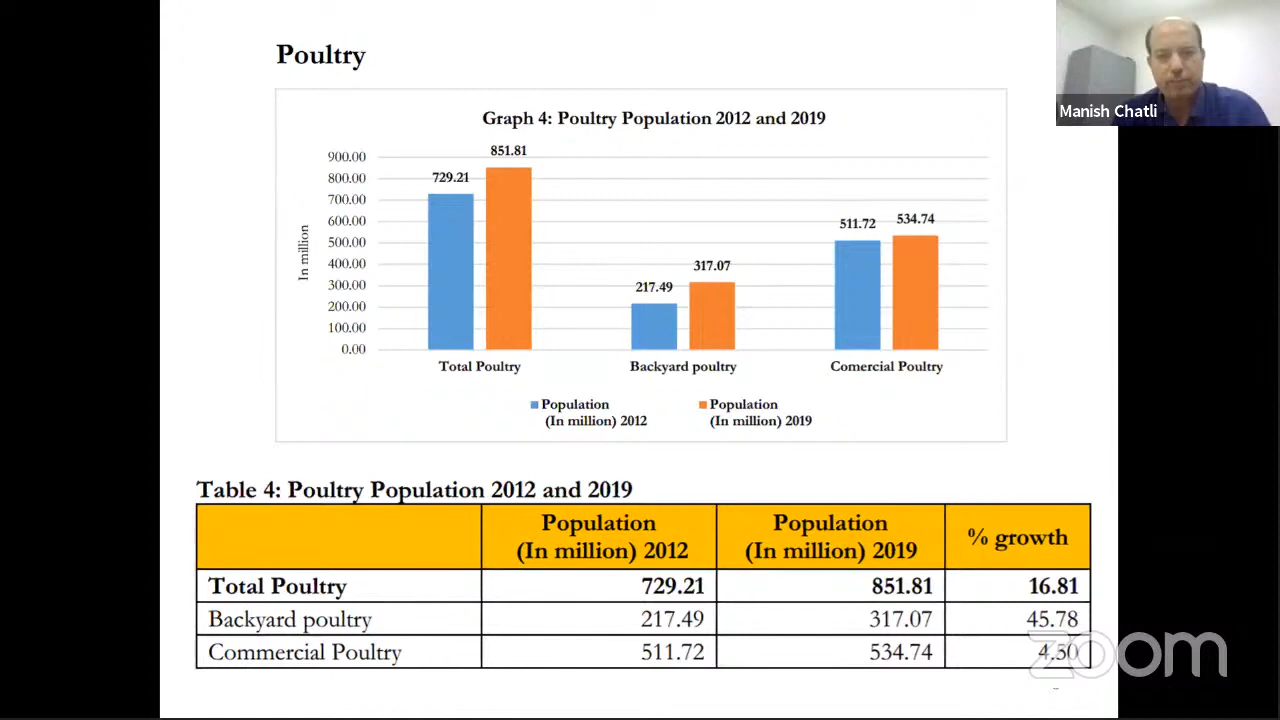 Poultry
Manish Chatli
Graph 4: Poultry Population 2012 and 2019
In million
900.00
800.00
700.00
600.00
500.00
400.00
300.00
200.00
100.00
0.00
729.21
851.81
217.49
317.07
511.72
534.74
Total Poultry
Backyard poultry
Comercial Poultry
Population
(In million) 2012
Population
(In million) 2019
Table 4: Poultry Population 2012 and 2019
Population
(In million) 2012
Population
(In million) 2019
% growth
Total Poultry 729.21 851.81 16.81
Backyard poultry 217.49 317.07 45.78
Commercial Poultry 511.72 534.74 4.50
zoom